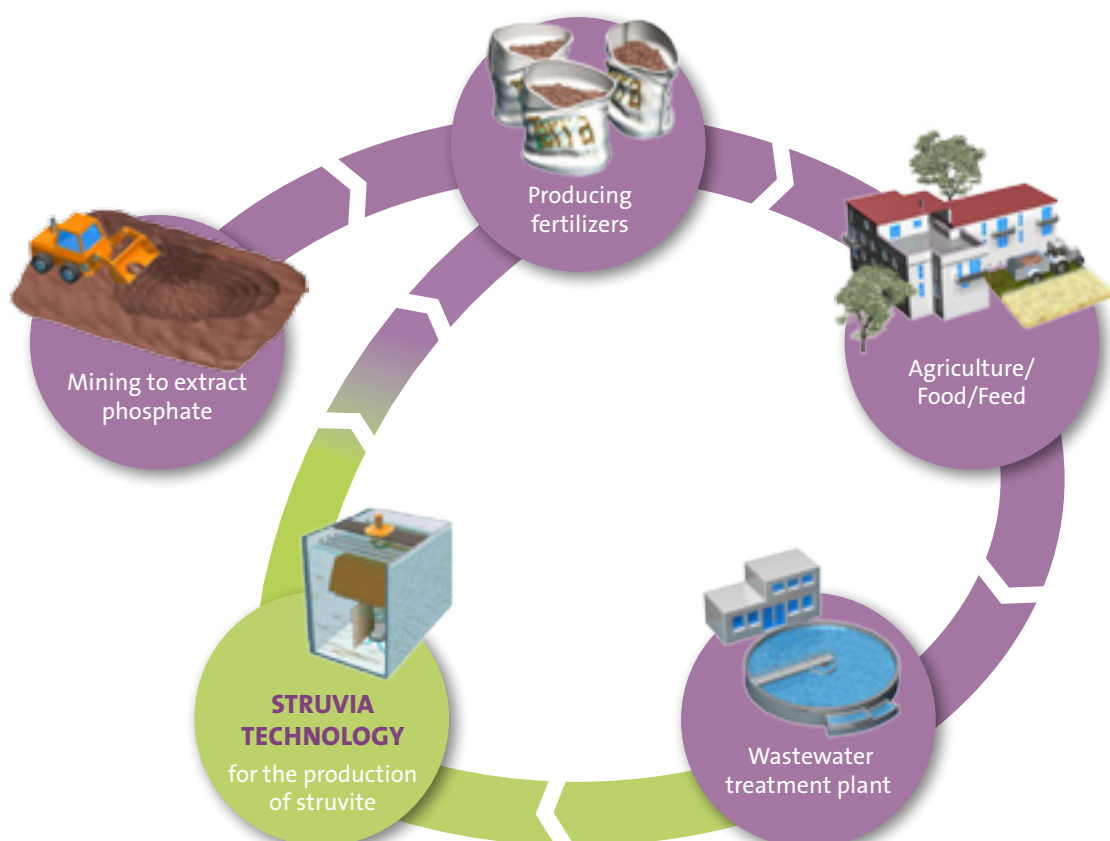 Producing
fertilizers
Mining to extract
phosphate
Agriculture/
Food/Feed
STRUVIA
TECHNOLOGY
for the production
of struvite
Wastewater
treatment plant